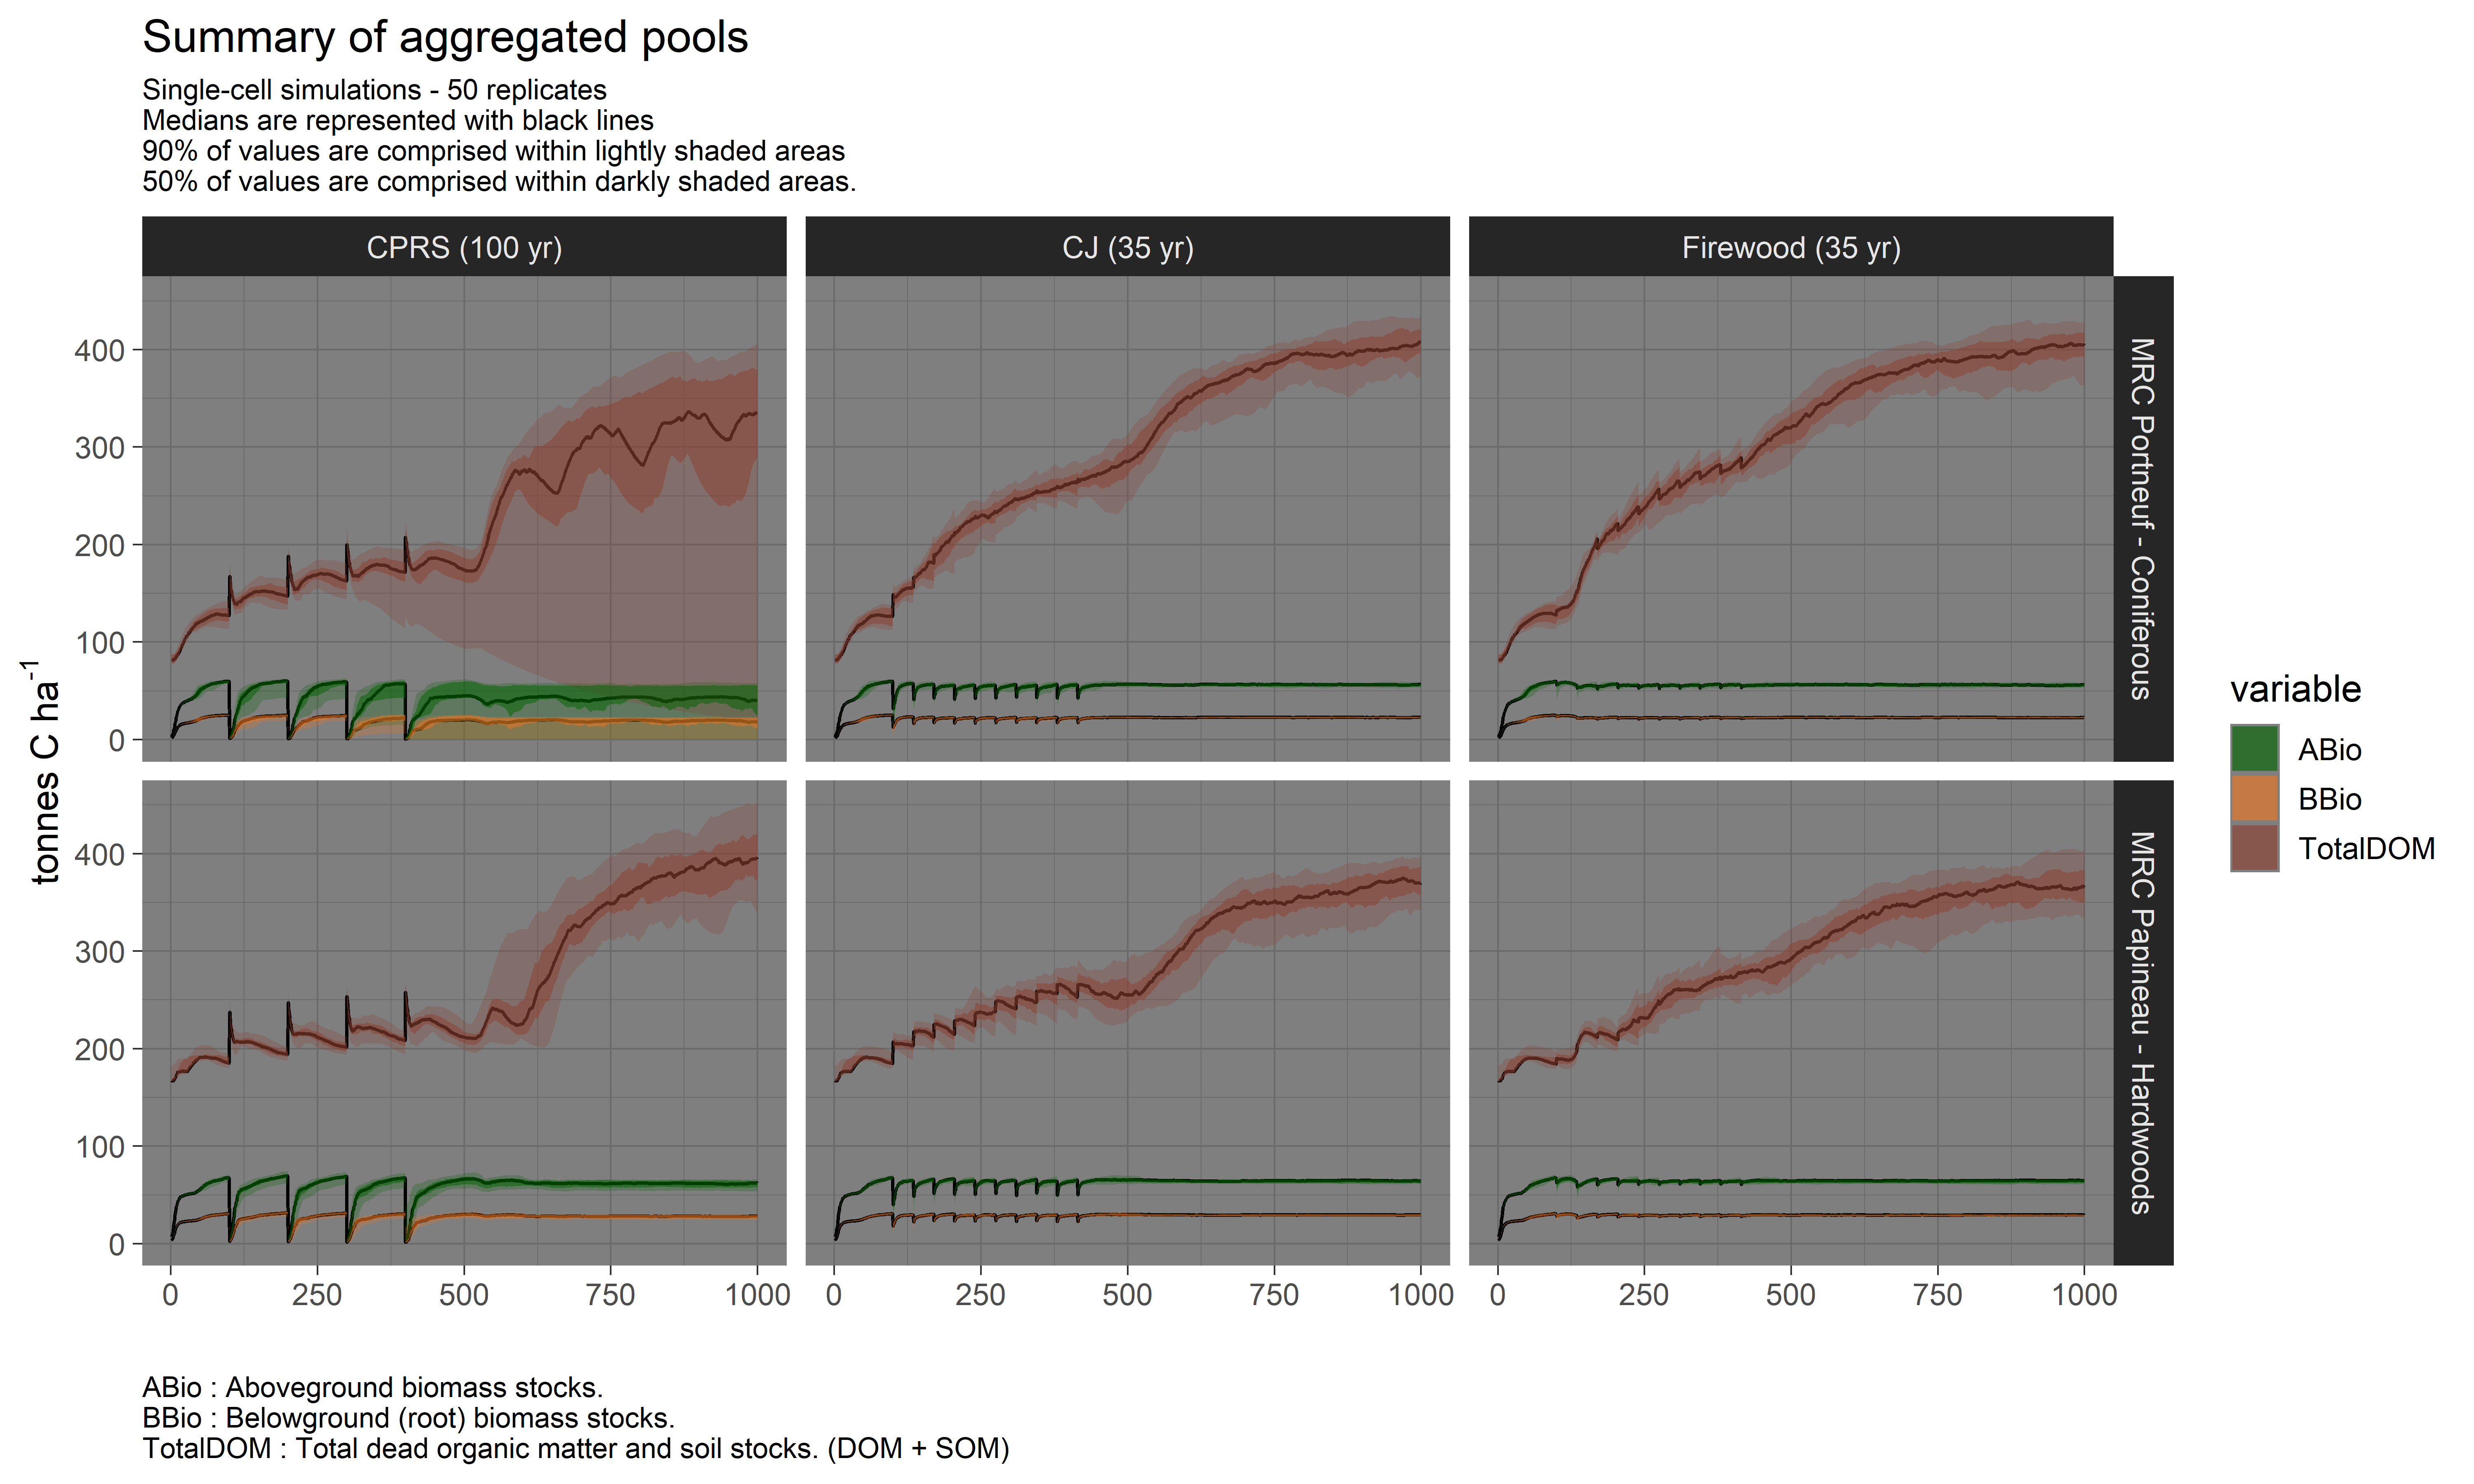 Summary of aggregated pools
Single-cell simulations - 50 replicates
Medians are represented with black lines
90% of values are comprised within lightly shaded areas
50% of values are comprised within darkly shaded areas.
CPRS (100 yr)
CJ (35 yr)
Firewood (35 yr)
400
300
200
100
0
MRC Portneuf - Coniferous
tonnes C ha⁻¹
400
300
200
100
0
MRC Papineau - Hardwoods
0 250 500 750 1000
0 250 500 750 1000
0 250 500 750 1000
variable
ABio
BBio
TotalDOM
ABio : Aboveground biomass stocks.
BBio : Belowground (root) biomass stocks.
TotalDOM : Total dead organic matter and soil stocks. (DOM + SOM)